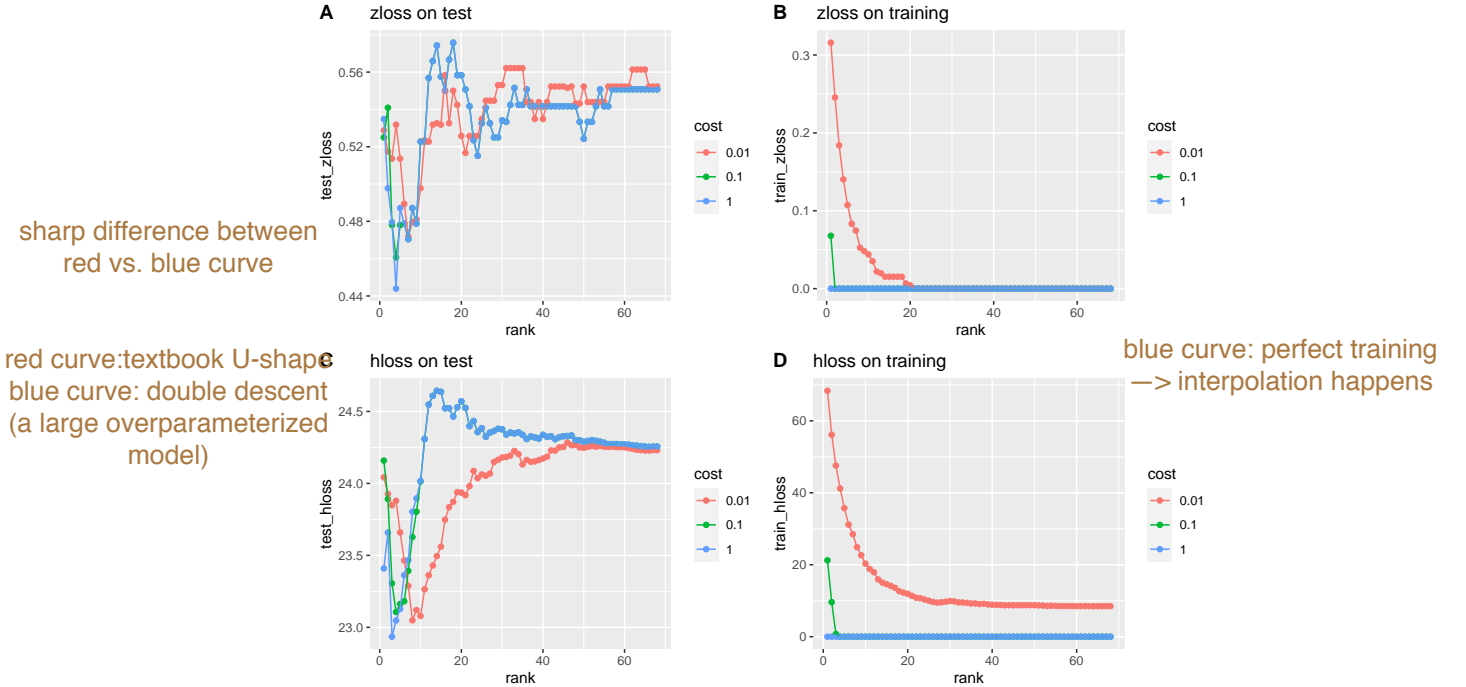 A
zloss on test
0.56
0.52
0.48
0.44
test_zloss
0
20
40
60
rank
cost
0.01
0.1
1
B
zloss on training
0.3
0.2
0.1
0.0
train_zloss
0
20
40
60
rank
cost
0.01
0.1
1
sharp difference between
red vs. blue curve
red curve:textbook U-shape
blue curve: double descent
(a large overparameterized
model)
C
hloss on test
24.5
24.0
23.5
23.0
test_hloss
0
20
40
60
rank
cost
0.01
0.1
1
D
hloss on training
60
40
20
0
train_hloss
0
20
40
60
rank
cost
0.01
0.1
1
blue curve: perfect training
—> interpolation happens